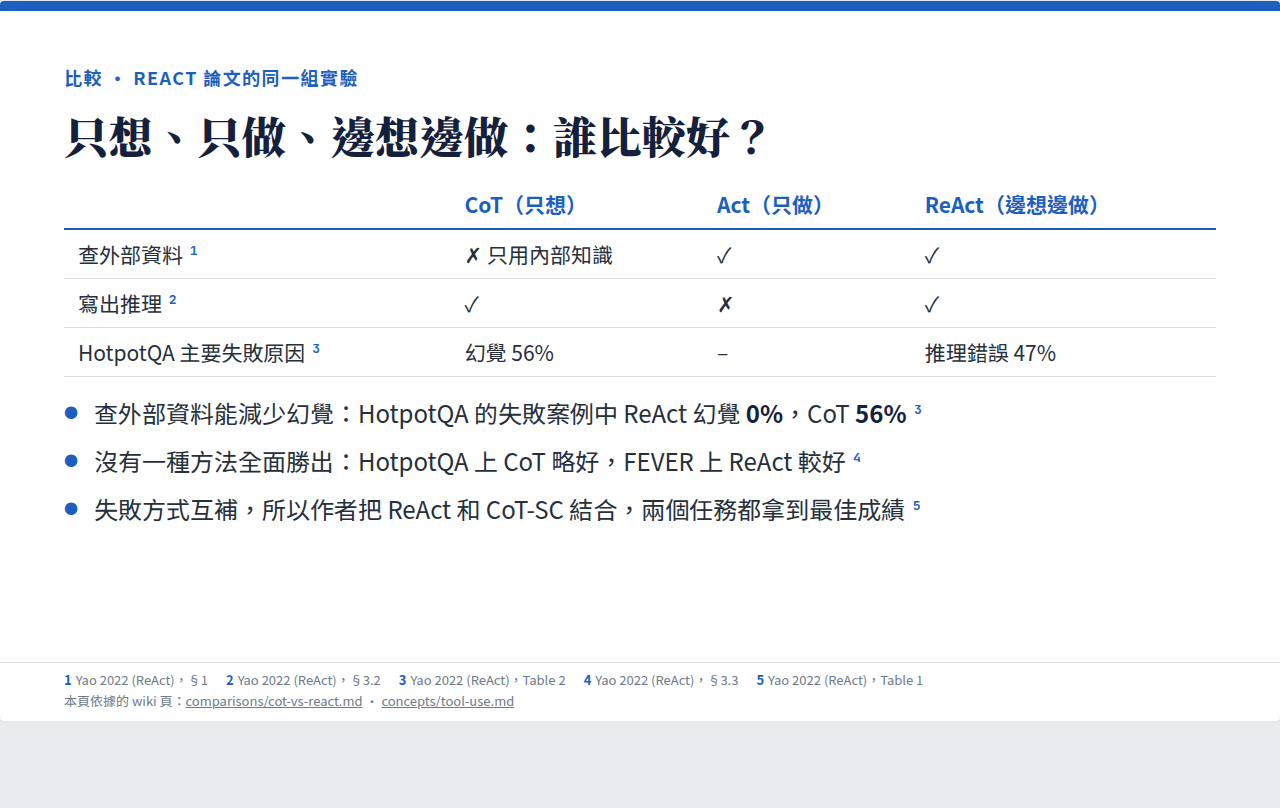 比較 · REACT 論文的同一組實驗
只想、只做、邊想邊做：誰比較好？
CoT（只想） Act（只做） ReAct（邊想邊做）
查外部資料 1 ✗ 只用內部知識 ✓ ✓
寫出推理 2 ✓ ✗ ✓
HotpotQA 主要失敗原因 3 幻覺 56% – 推理錯誤 47%
● 查外部資料能減少幻覺：HotpotQA 的失敗案例中 ReAct 幻覺 0%，CoT 56% 3
● 沒有一種方法全面勝出：HotpotQA 上 CoT 略好，FEVER 上 ReAct 較好 4
● 失敗方式互補，所以作者把 ReAct 和 CoT-SC 結合，兩個任務都拿到最佳成績 5
1 Yao 2022 (ReAct)，§1 2 Yao 2022 (ReAct)，§3.2 3 Yao 2022 (ReAct)，Table 2 4 Yao 2022 (ReAct)，§3.3 5 Yao 2022 (ReAct)，Table 1
本頁依據的 wiki 頁：comparisons/cot-vs-react.md · concepts/tool-use.md